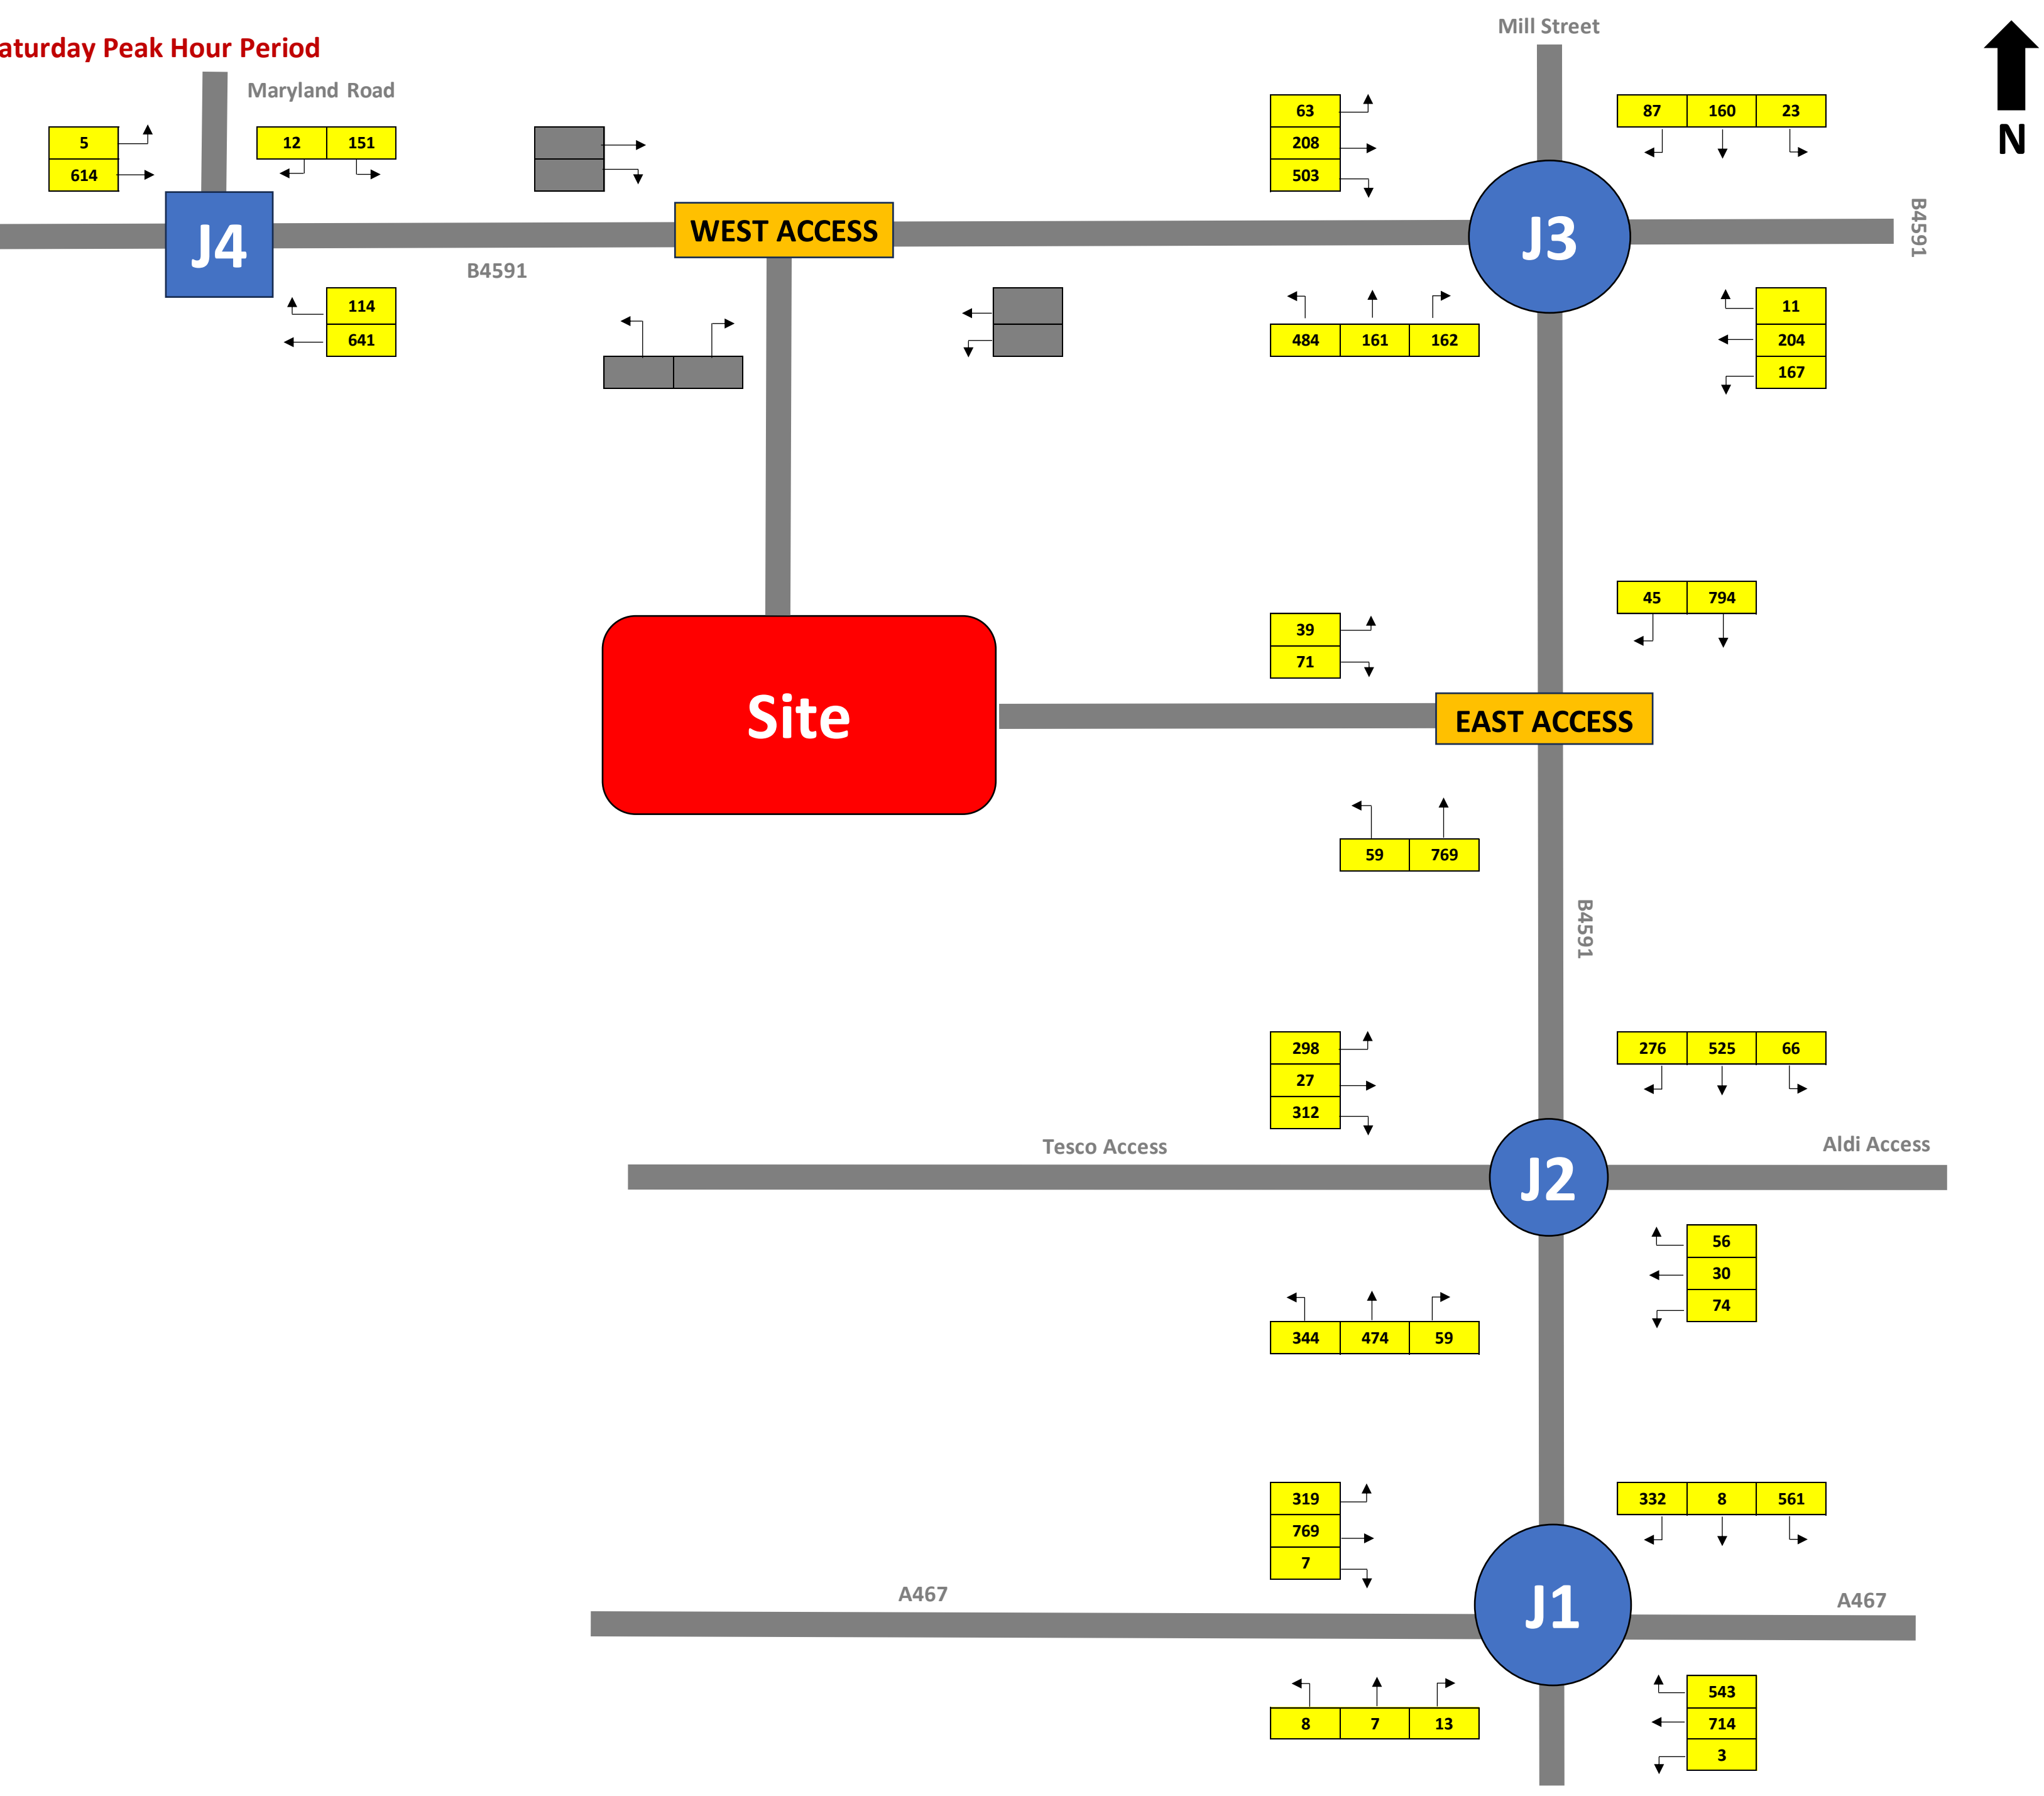 Mill Street
aturday Peak Hour Period
N
Maryland Road
5
614
12 151
63
208
503
87 160 23
J4
WEST ACCESS
J3
B4591
B4591
114
641
484 161 162
11
204
167
39
71
45 794
Site
EAST ACCESS
59 769
B4591
298
27
312
276 525 66
Tesco Access
J2
Aldi Access
56
30
74
344 474 59
319
769
7
332 8 561
A467
J1
A467
8 7 13
543
714
3